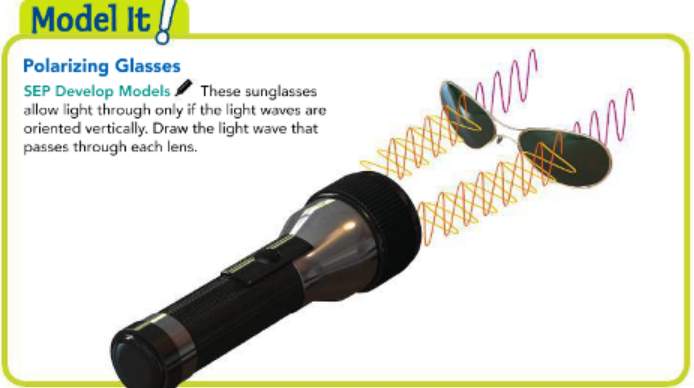 Model It!
Polarizing Glasses
SEP Develop Models These sunglasses
allow light through only if the light waves are
oriented vertically. Draw the light wave that
passes through each lens.